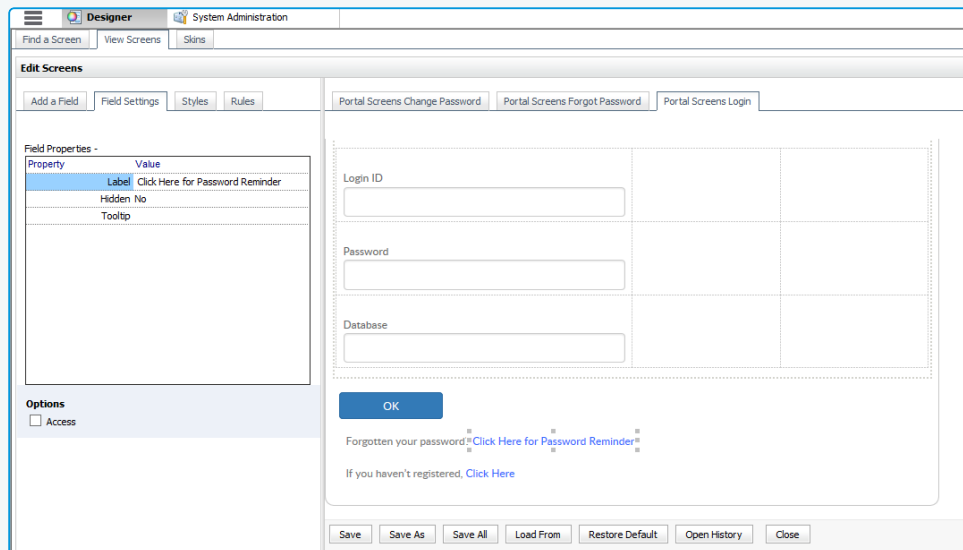 Designer System Administration
Find a Screen View Screens Skins
Edit Screens
Add a Field Field Settings Styles Rules
Portal Screens Change Password Portal Screens Forgot Password Portal Screens Login
Field Properties -
Property Value
Label Click Here for Password Reminder
Hidden No
Tooltip
Options
Access
Login ID
Password
Database
OK
Forgotten your password. Click Here for Password Reminder
If you haven't registered, Click Here
Save Save As Save All Load From Restore Default Open History Close